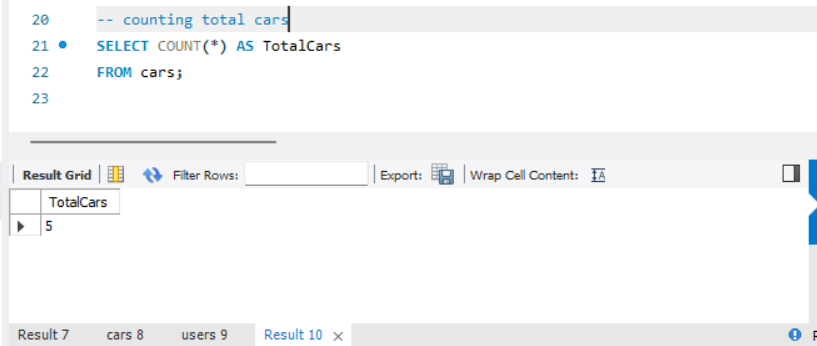 20 -- counting total cars
21 SELECT COUNT(*) AS TotalCars
22 FROM cars;
23
Result Grid Filter Rows: Export: Wrap Cell Content: IA
TotalCars
5
Result 7 cars 8 users 9 Result 10